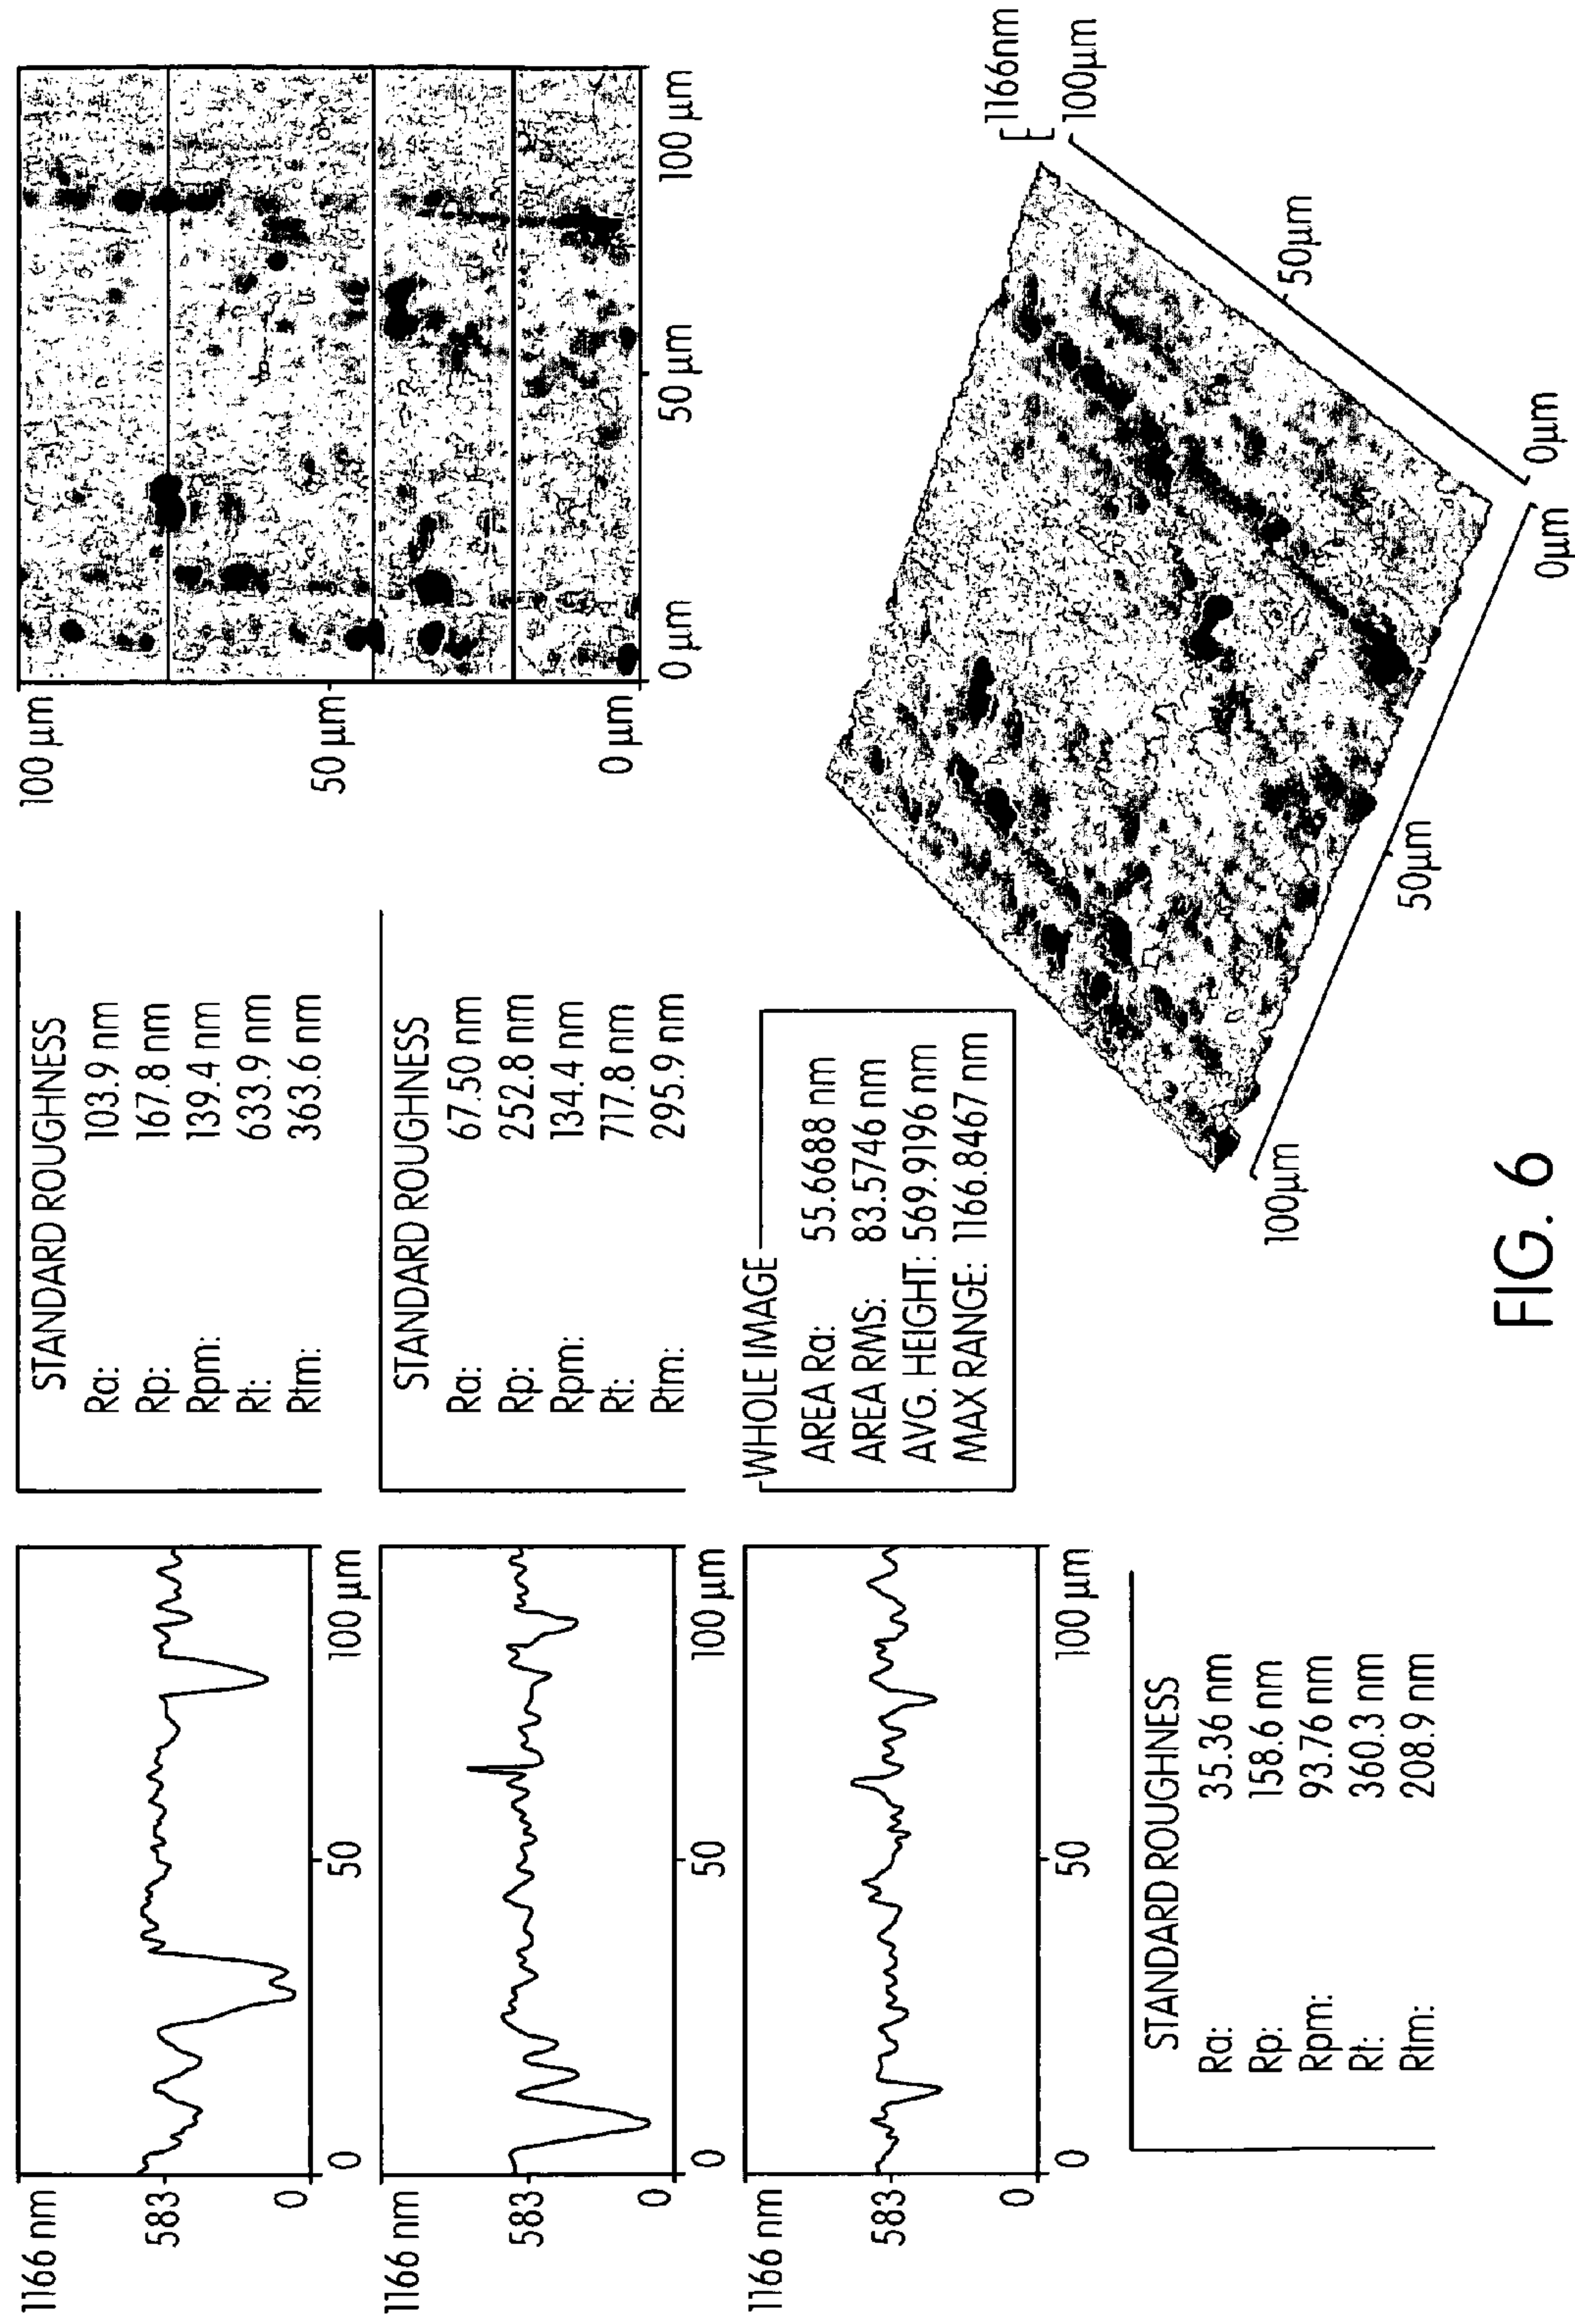 1166 nm
583
0
0
50
100 µm
STANDARD ROUGHNESS
Ra: 103.9 nm
Rp: 167.8 nm
Rpm: 139.4 nm
Rt: 633.9 nm
Rtm: 363.6 nm
100 µm
50 µm
0 µm
0 µm
50 µm
100 µm
1166 nm
583
0
0
50
100 µm
STANDARD ROUGHNESS
Ra: 67.50 nm
Rp: 252.8 nm
Rpm: 134.4 nm
Rt: 717.8 nm
Rtm: 295.9 nm
1166 nm
583
0
0
50
100 µm
WHOLE IMAGE
AREA Ra: 55.6688 nm
AREA RMS: 83.5746 nm
AVG. HEIGHT: 569.9196 nm
MAX RANGE: 1166.8467 nm
STANDARD ROUGHNESS
Ra: 35.36 nm
Rp: 158.6 nm
Rpm: 93.76 nm
Rt: 360.3 nm
Rtm: 208.9 nm
1166nm
100µm
50µm
0µm
0µm
50µm
100µm
FIG. 6